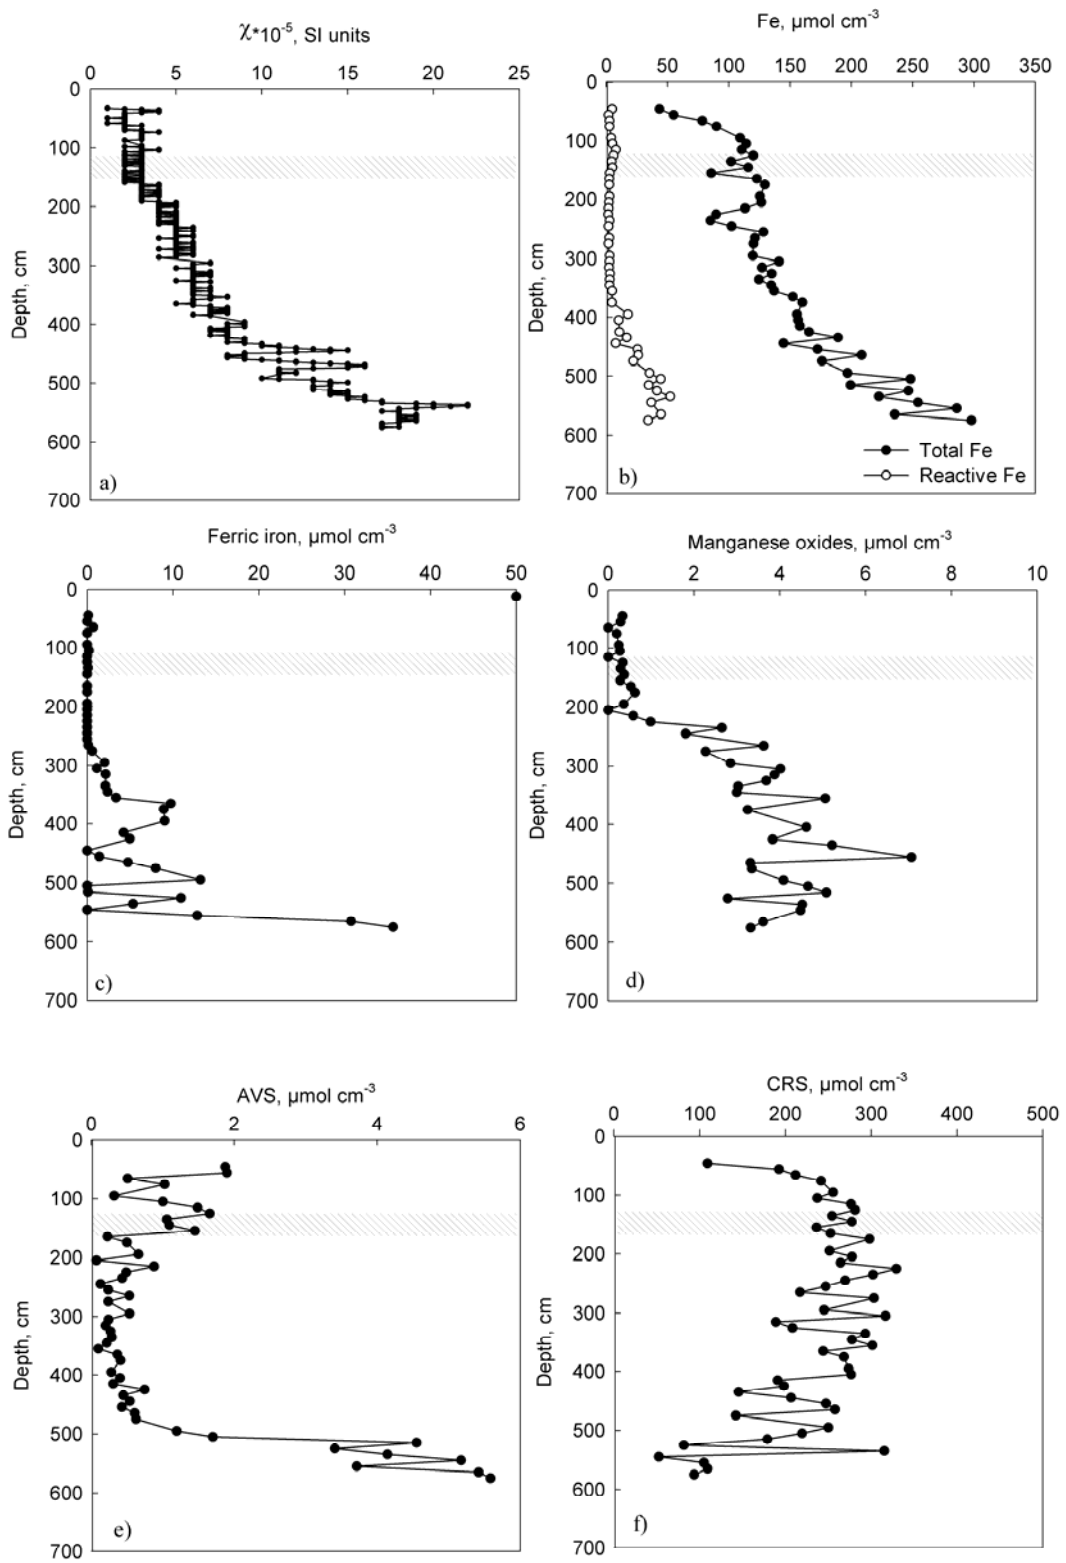 χ*10-5, SI units
0 5 10 15 20 25
0
100
200
300
400
500
600
700
Depth, cm
a)
Fe, µmol cm-3
0 50 100 150 200 250 300 350
0
100
200
300
400
500
600
700
Depth, cm
Total Fe
Reactive Fe
b)
Ferric iron, µmol cm-3
0 10 20 30 40 50
0
100
200
300
400
500
600
700
Depth, cm
c)
Manganese oxides, µmol cm-3
0 2 4 6 8 10
0
100
200
300
400
500
600
700
Depth, cm
d)
AVS, µmol cm-3
0 2 4 6
0
100
200
300
400
500
600
700
Depth, cm
e)
CRS, µmol cm-3
0 100 200 300 400 500
0
100
200
300
400
500
600
700
Depth, cm
f)